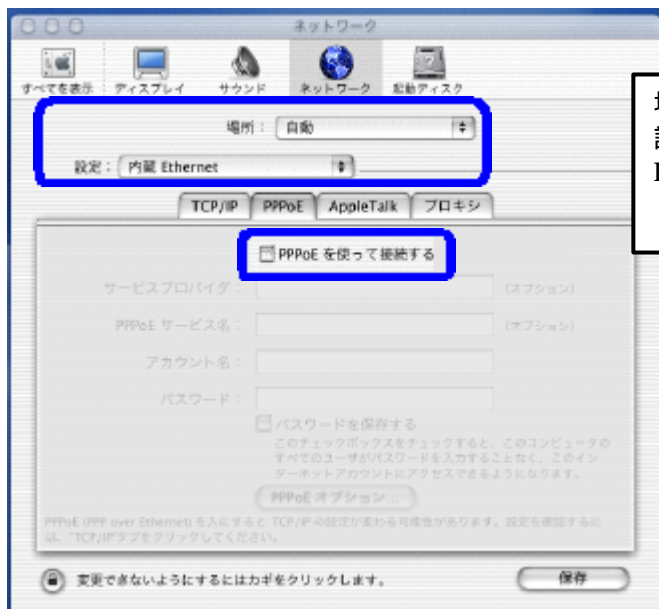 ネットワーク
すべてを表示 ディスプレイ サウンド ネットワーク 起動ディスク
場所： 自動
設定： 内蔵 Ethernet
TCP/IP PPPoE AppleTalk プロキシ
PPPoE を使って接続する
サービスプロバイダ： （オプション）
PPPoE サービス名： （オプション）
アカウント名：
パスワード：
パスワードを保存する
このチェックボックスをチェックすると、このコンピュータの
すべてのユーザがパスワードを入力することなく、このイン
ターネットアカウントにアクセスできるようになります。
PPPoE オプション...
PPPoE (PPP over Ethernet) を入にすると TCP/IP の設定が変わる可能性があります。設定を確認するに
は、"TCP/IP"タブをクリックしてください。
変更できないようにするにはカギをクリックします。
保存